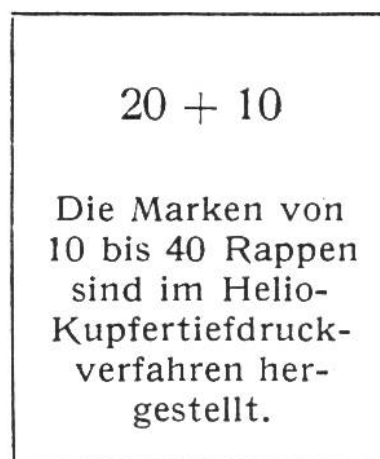 20 + 10
Die Marken von
10 bis 40 Rappen
sind im Helio-
Kupfertiefdruck-
verfahren her-
gestellt.